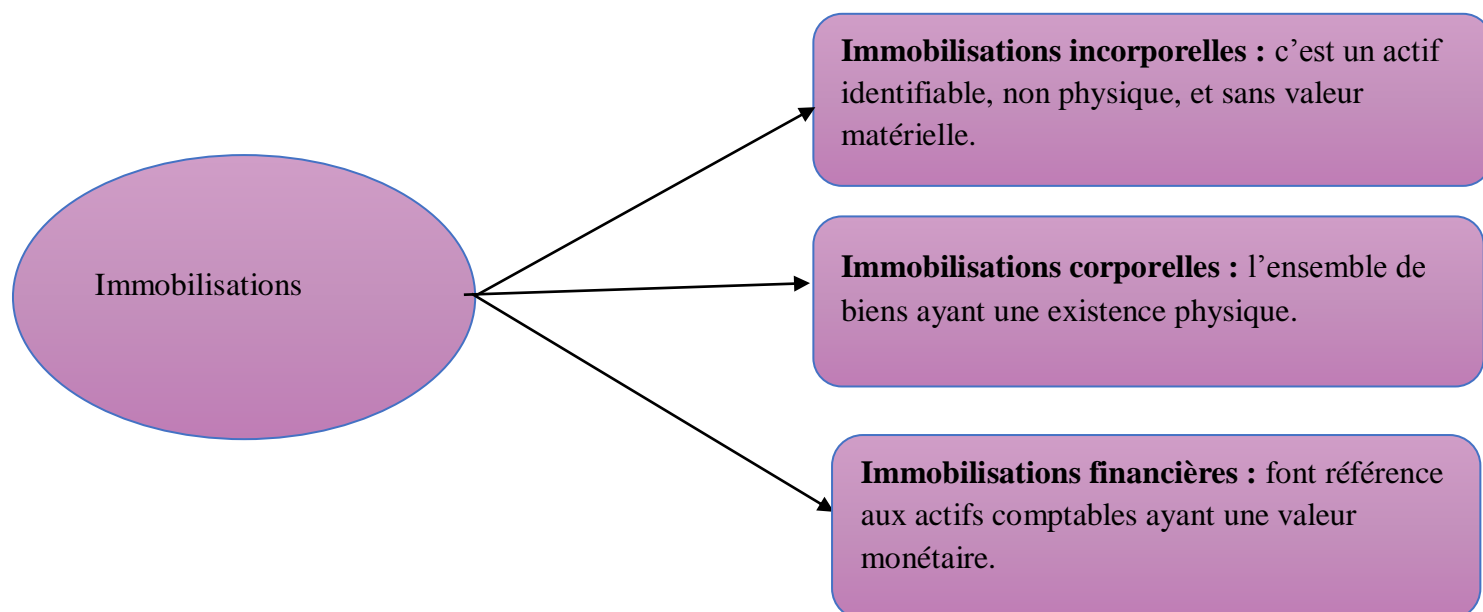 Immobilisations incorporelles : c’est un actif
identifiable, non physique, et sans valeur
matérielle.
Immobilisations
Immobilisations corporelles : l’ensemble de
biens ayant une existence physique.
Immobilisations financières : font référence
aux actifs comptables ayant une valeur
monétaire.